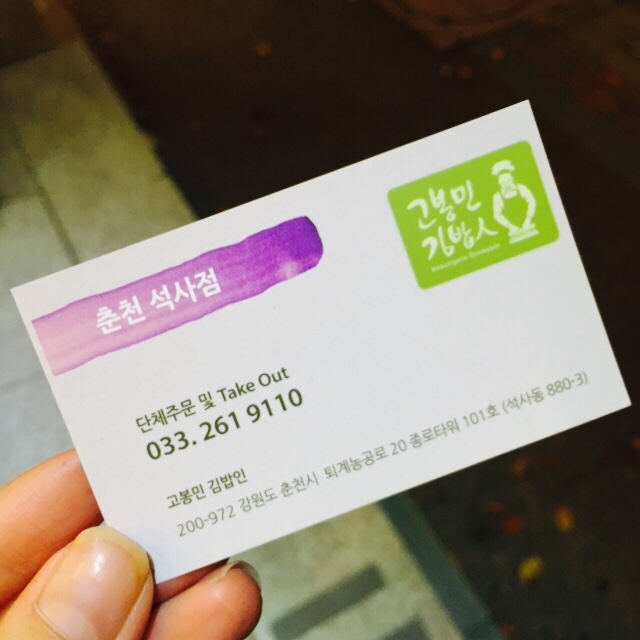 고봉민
김밥人
춘천 석사점
단체주문 및 Take Out
033. 261 9110
고봉민 김밥인
200-972 강원도 춘천시 퇴계농공로 20 종로타워 101호 (석사동 880-3)